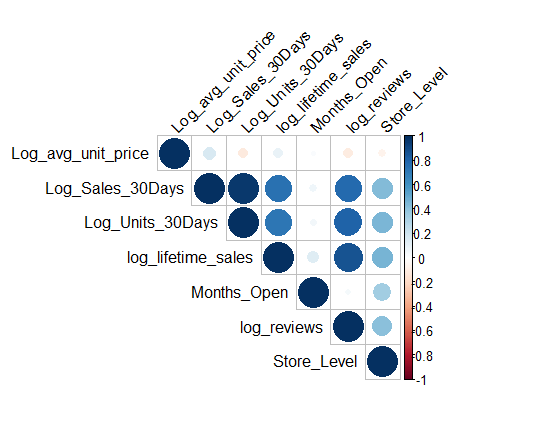 Log_avg_unit_price
Log_Sales_30Days
Log_Units_30Days
log_lifetime_sales
Months_Open
log_reviews
Store_Level
Log_avg_unit_price
Log_Sales_30Days
Log_Units_30Days
log_lifetime_sales
Months_Open
log_reviews
Store_Level
1
0.8
0.6
0.4
0.2
0
-0.2
-0.4
-0.6
-0.8
-1